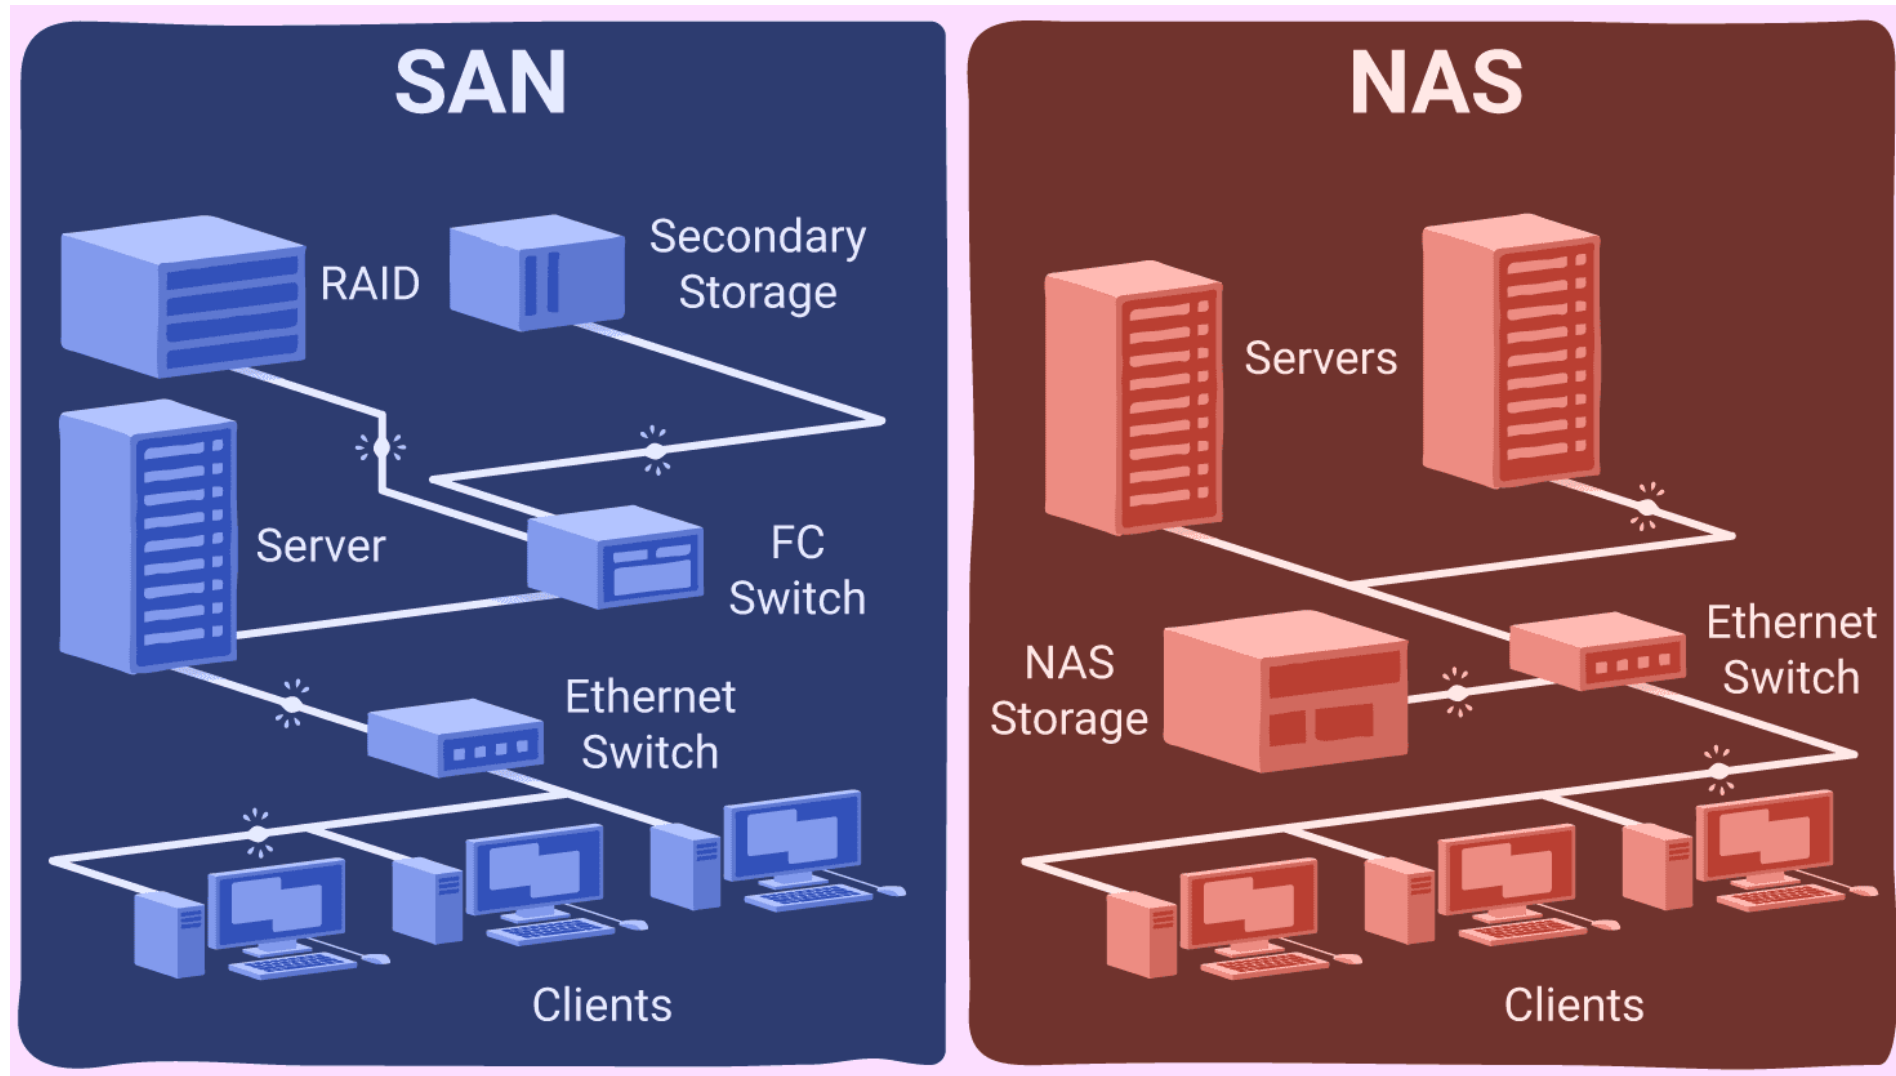 SAN
RAID
Secondary
Storage
Server
FC
Switch
Ethernet
Switch
Clients
NAS
Servers
NAS
Storage
Ethernet
Switch
Clients